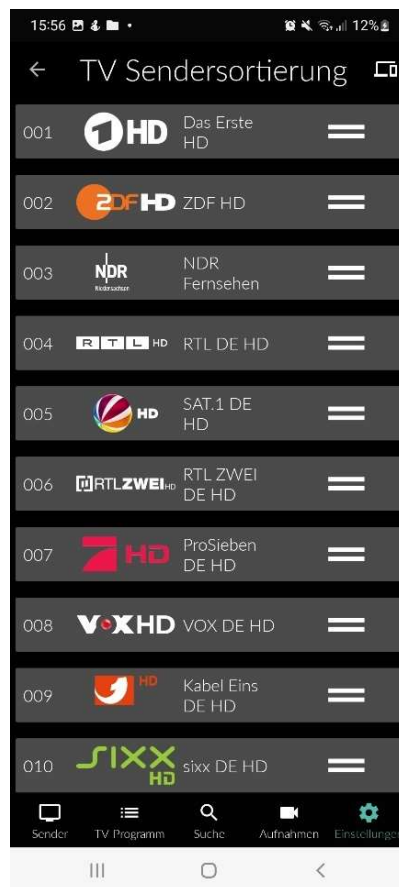 15:56
12%
TV Sendersortierung
001 HD Das Erste
HD
002 ZDF HD ZDF HD
003 NDR NDR
Niedersachsen Fernsehen
004 RTL HD RTL DE HD
005 HD SAT.1 DE
HD
006 RTLZWEI HD RTL ZWEI
DE HD
007 HD ProSieben
DE HD
008 VOXHD VOX DE HD
009 HD Kabel Eins
DE HD
010 SIXX HD sixx DE HD
Sender TV Programm Suche Aufnahmen Einstellungen